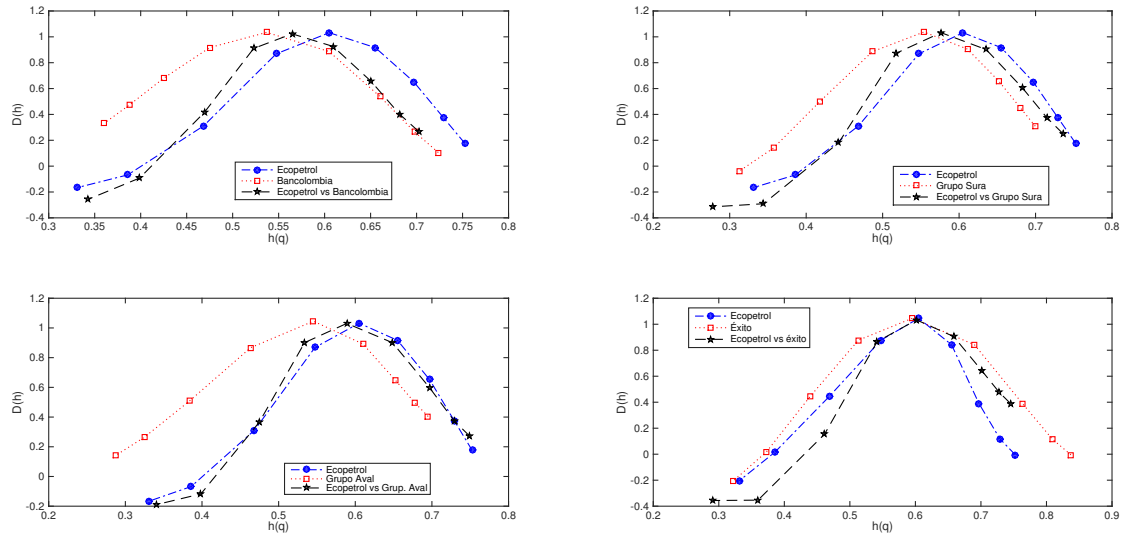 1.2
1
0.8
0.6
0.4
0.2
0
-0.2
-0.4
D(h)
0.3 0.35 0.4 0.45 0.5 0.55 0.6 0.65 0.7 0.75 0.8
h(q)
Ecopetrol
Bancolombia
Ecopetrol vs Bancolombia
1.2
1
0.8
0.6
0.4
0.2
0
-0.2
-0.4
D(h)
0.2 0.3 0.4 0.5 0.6 0.7 0.8
h(q)
Ecopetrol
Grupo Sura
Ecopetrol vs Grupo Sura
1.2
1
0.8
0.6
0.4
0.2
0
-0.2
D(h)
0.2 0.3 0.4 0.5 0.6 0.7 0.8
h(q)
Ecopetrol
Grupo Aval
Ecopetrol vs Grup. Aval
1.2
1
0.8
0.6
0.4
0.2
0
-0.2
-0.4
D(h)
0.2 0.3 0.4 0.5 0.6 0.7 0.8 0.9
h(q)
Ecopetrol
Éxito
Ecopetrol vs éxito